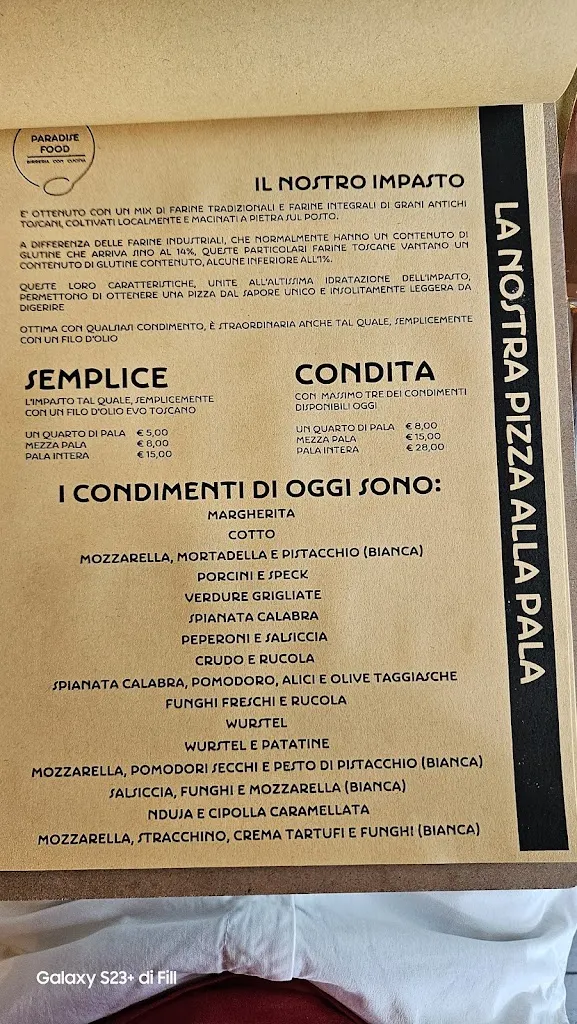 PARADISE
FOOD
BIRRERIA CON CUCINA
IL NOSTRO IMPASTO
E' OTTENUTO CON UN MIX DI FARINE TRADIZIONALI E FARINE INTEGRALI DI GRANI ANTICHI
TOSCANI, COLTIVATI LOCALMENTE E MACINATI A PIETRA SUL POSTO.
A DIFFERENZA DELLE FARINE INDUSTRIALI, CHE NORMALMENTE HANNO UN CONTENUTO DI
GLUTINE CHE ARRIVA SINO AL 14%, QUESTE PARTICOLARI FARINE TOSCANE VANTANO UN
CONTENUTO DI GLUTINE CONTENUTO, ALCUNE INFERIORE ALL'1%.
QUESTE LORO CARATTERISTICHE, UNITE ALL'ALTISSIMA IDRATAZIONE DELL'IMPASTO,
PERMETTONO DI OTTENERE UNA PIZZA DAL SAPORE UNICO E INSOLITAMENTE LEGGERA DA
DIGERIRE
OTTIMA CON QUALSIASI CONDIMENTO, È STRAORDINARIA ANCHE TAL QUALE, SEMPLICEMENTE
CON UN FILO D'OLIO
SEMPLICE
L'IMPASTO TAL QUALE, SEMPLICEMENTE
CON UN FILO D'OLIO EVO TOSCANO
UN QUARTO DI PALA € 5,00
MEZZA PALA € 8,00
PALA INTERA € 15,00
CONDITA
CON MASSIMO TRE DEI CONDIMENTI
DISPONIBILI OGGI
UN QUARTO DI PALA € 8,00
MEZZA PALA € 15,00
PALA INTERA € 28,00
I CONDIMENTI DI OGGI SONO:
MARGHERITA
COTTO
MOZZARELLA, MORTADELLA E PISTACCHIO (BIANCA)
PORCINI E SPECK
VERDURE GRIGLIATE
SPIANATA CALABRA
PEPERONI E SALSICCIA
CRUDO E RUCOLA
SPIANATA CALABRA, POMODORO, ALICI E OLIVE TAGGIASCHE
FUNGHI FRESCHI E RUCOLA
WURSTEL
WURSTEL E PATATINE
MOZZARELLA, POMODORI SECCHI E PESTO DI PISTACCHIO (BIANCA)
SALSICCIA, FUNGHI E MOZZARELLA (BIANCA)
NDUJA E CIPOLLA CARAMELLATA
MOZZARELLA, STRACCHINO, CREMA TARTUFI E FUNGHI (BIANCA)
LA NOSTRA PIZZA ALLA PALA
Galaxy S23+ di Fill